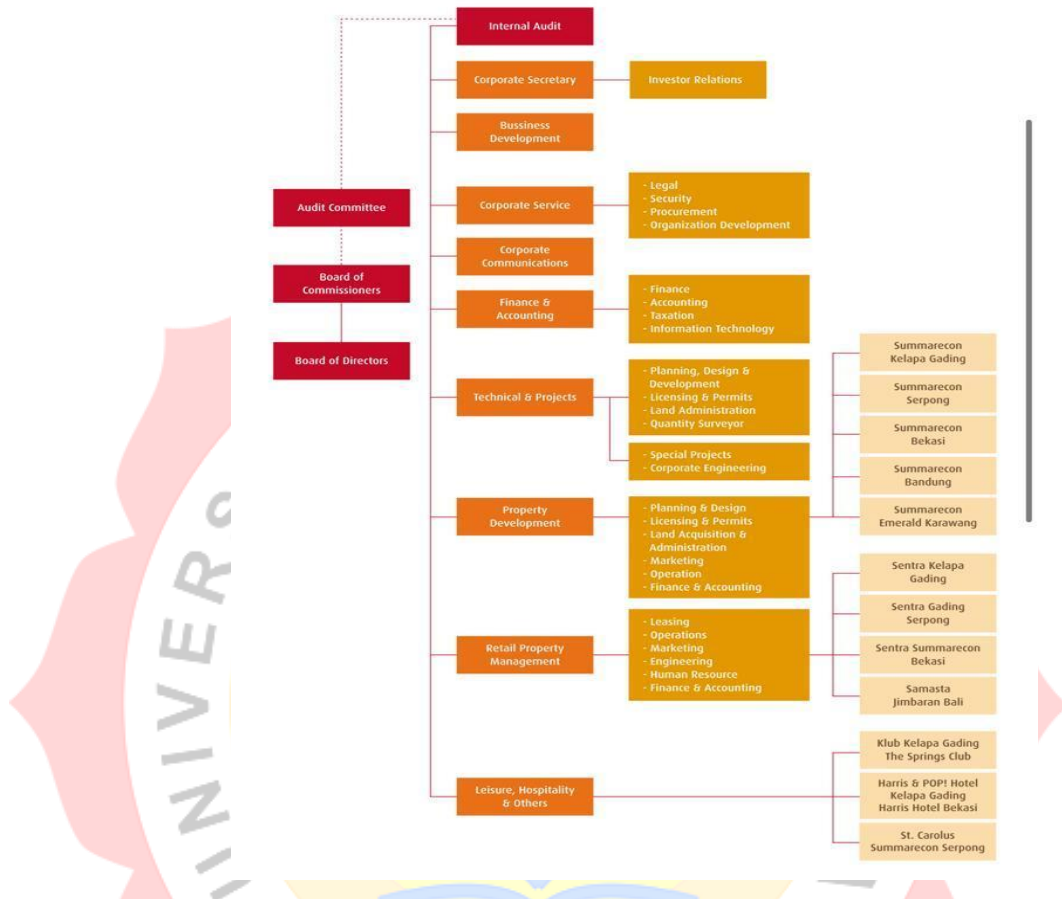 Internal Audit
Corporate Secretary
Investor Relations
Bussiness
Development
Audit Committee
Corporate Service
- Legal
- Security
- Procurement
- Organization Development
Corporate
Communications
Board of
Commissioners
Finance &
Accounting
- Finance
- Accounting
- Taxation
- Information Technology
Board of Directors
Technical & Projects
- Planning, Design &
Development
- Licensing & Permits
- Land Administration
- Quantity Surveyor
- Special Projects
- Corporate Engineering
Property
Development
- Planning & Design
- Licensing & Permits
- Land Acquisition &
Administration
- Marketing
- Operation
- Finance & Accounting
Summarecon
Kelapa Gading
Summarecon
Serpong
Summarecon
Bekasi
Summarecon
Bandung
Summarecon
Emerald Karawang
Retail Property
Management
- Leasing
- Operations
- Marketing
- Engineering
- Human Resource
- Finance & Accounting
Sentra Kelapa
Gading
Sentra Gading
Serpong
Sentra Summarecon
Bekasi
Samasta
Jimbaran Bali
Leisure, Hospitality
& Others
Klub Kelapa Gading
The Springs Club
Harris & POP! Hotel
Kelapa Gading
Harris Hotel Bekasi
St. Carolus
Summarecon Serpong